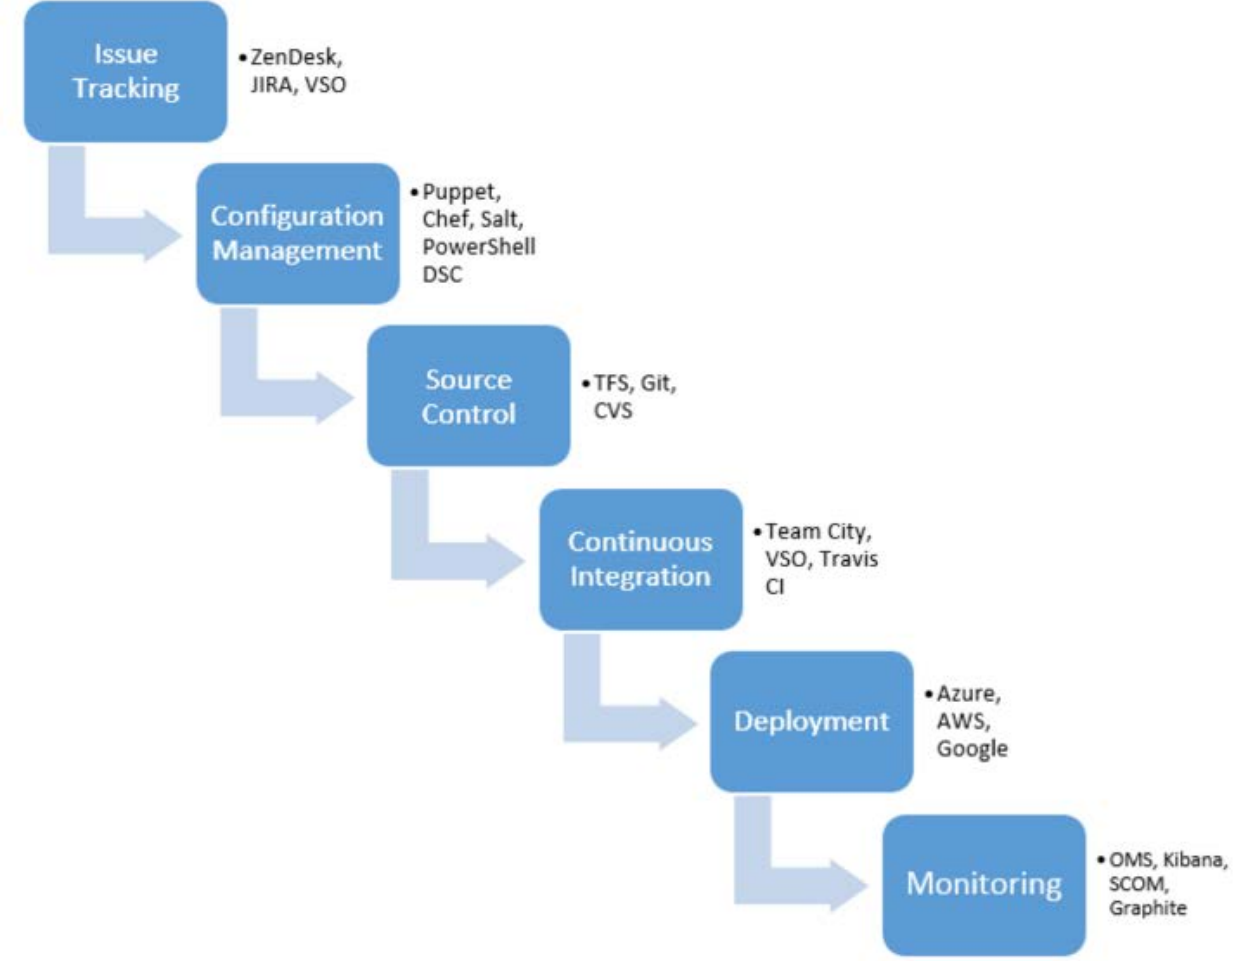 Issue
Tracking
•ZenDesk,
JIRA, VSO
Configuration
Management
•Puppet,
Chef, Salt,
PowerShell
DSC
Source
Control
•TFS, Git,
CVS
Continuous
Integration
•Team City,
VSO, Travis
CI
Deployment
•Azure,
AWS,
Google
Monitoring
•OMS, Kibana,
SCOM,
Graphite